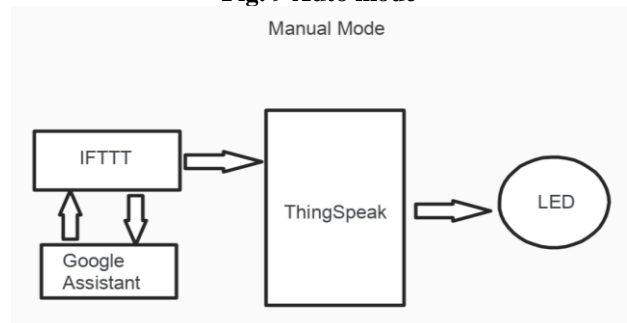 Manual Mode
IFTTT
ThingSpeak
LED
Google
Assistant